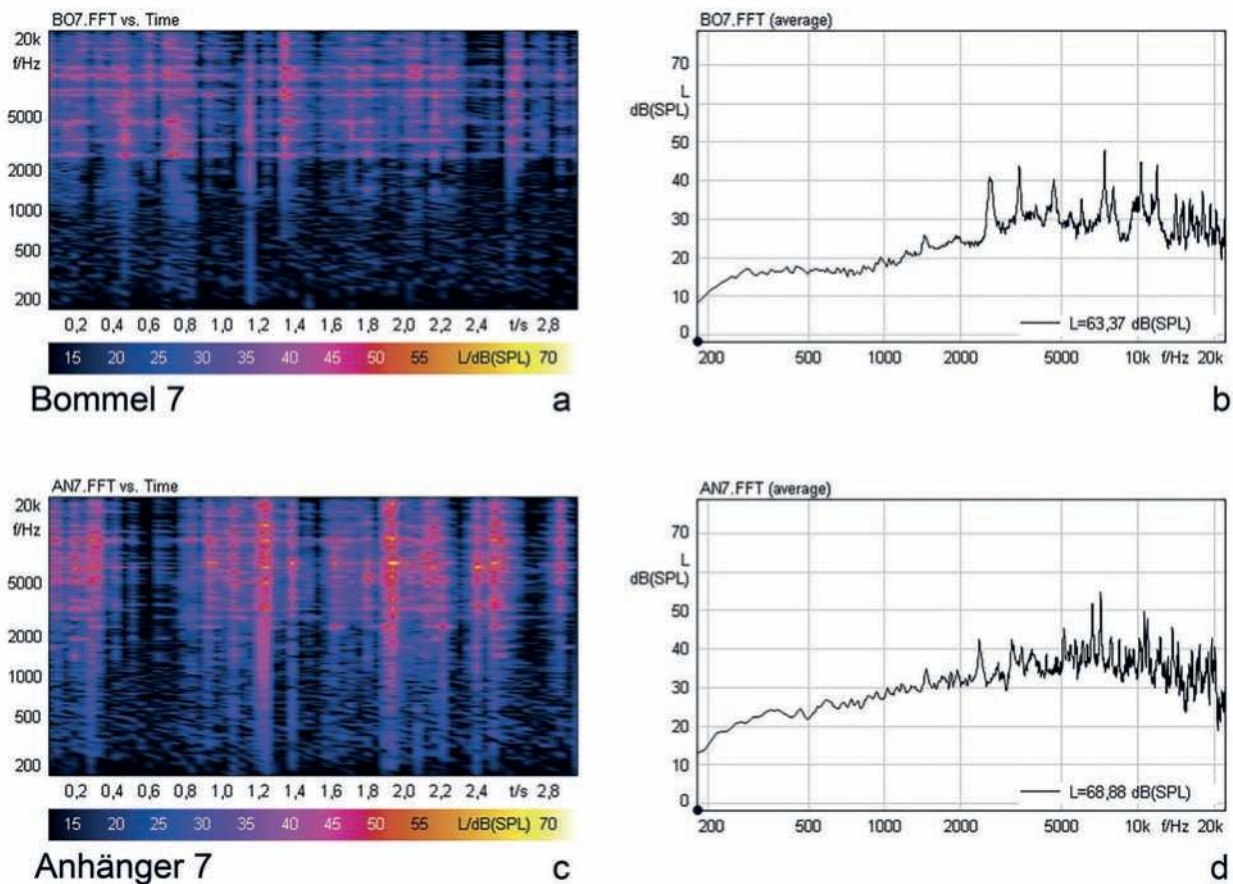 BO7.FFT vs. Time
20k
f/Hz
5000
2000
1000
500
200
0,2 0,4 0,6 0,8 1,0 1,2 1,4 1,6 1,8 2,0 2,2 2,4 t/s 2,8
15 20 25 30 35 40 45 50 55 L/dB(SPL) 70
Bommel 7 a
BO7.FFT (average)
70
L
dB(SPL)
50
40
30
20
10
0
L=63,37 dB(SPL)
200 500 1000 2000 5000 10k f/Hz 20k
b
AN7.FFT vs. Time
20k
f/Hz
5000
2000
1000
500
200
0,2 0,4 0,6 0,8 1,0 1,2 1,4 1,6 1,8 2,0 2,2 2,4 t/s 2,8
15 20 25 30 35 40 45 50 55 L/dB(SPL) 70
Anhänger 7 c
AN7.FFT (average)
70
L
dB(SPL)
50
40
30
20
10
0
L=68,88 dB(SPL)
200 500 1000 2000 5000 10k f/Hz 20k
d